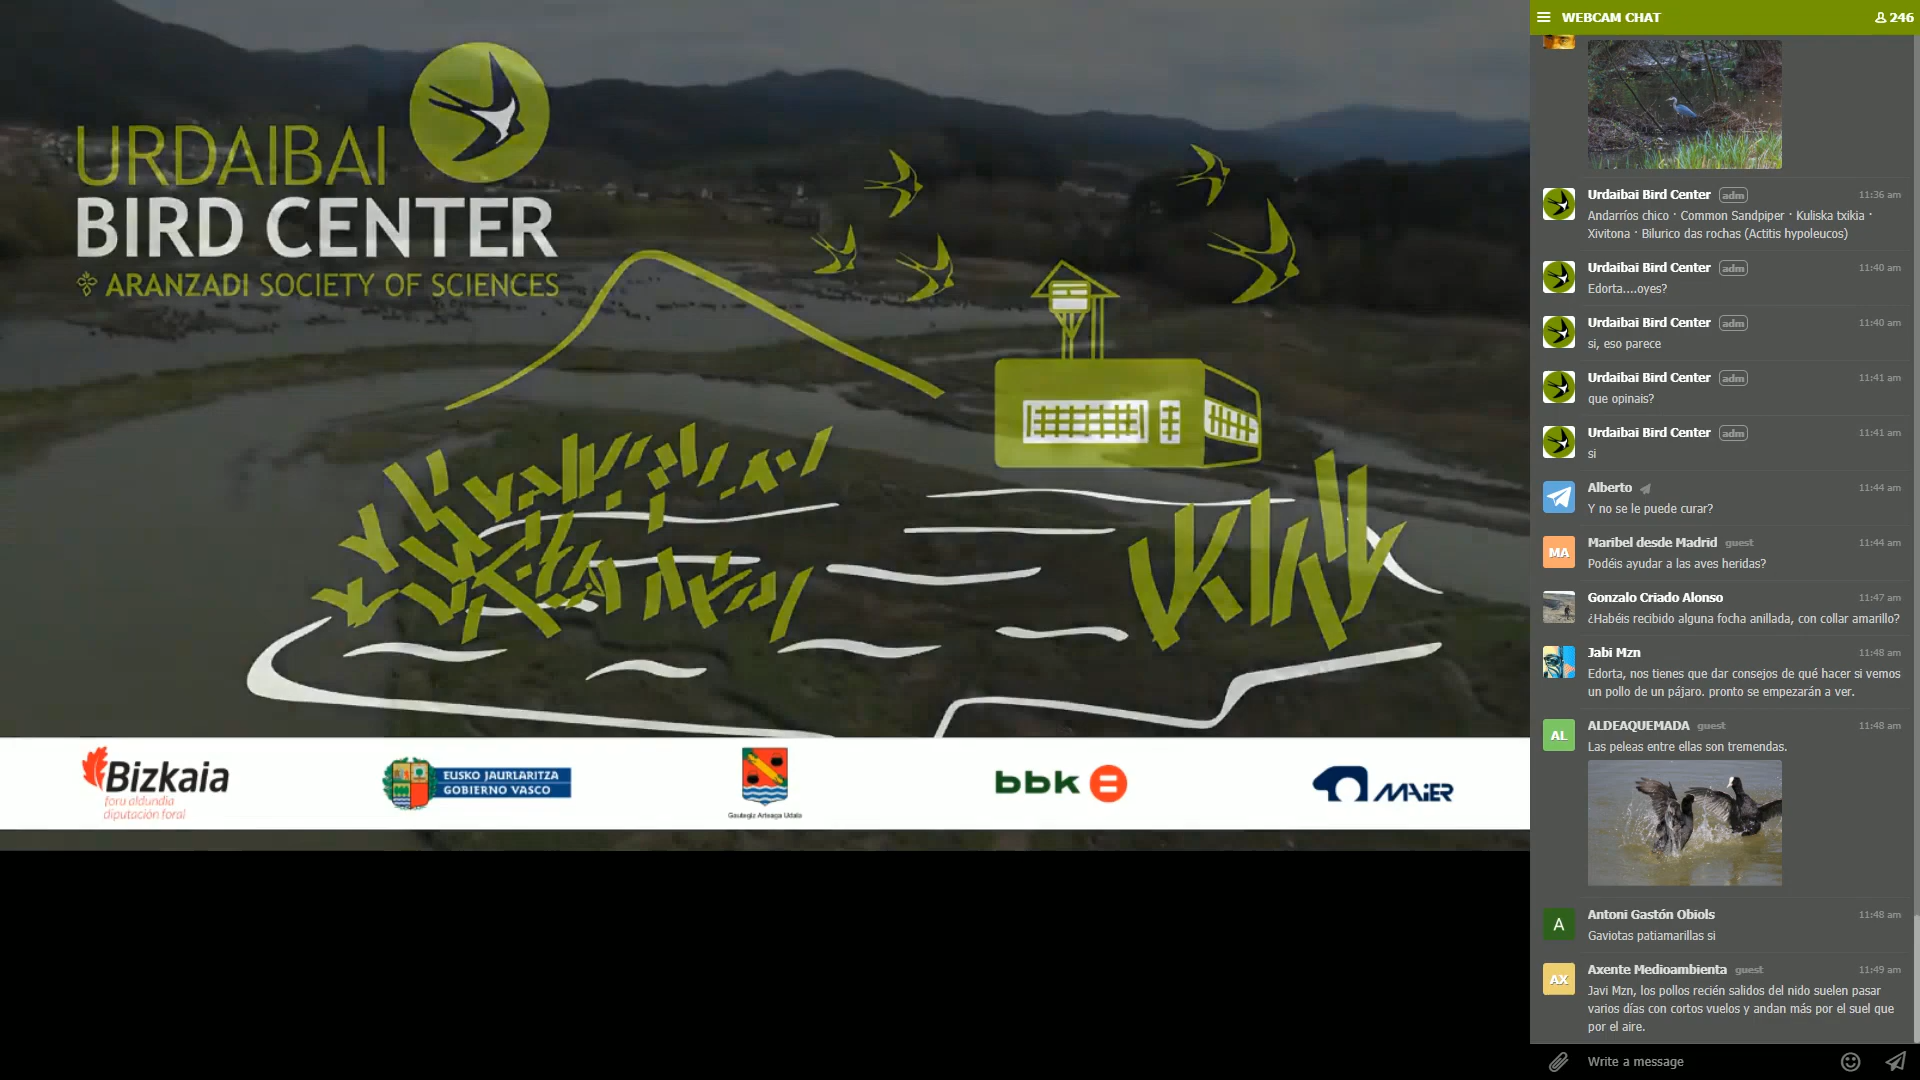 URDAIBAI
BIRD CENTER
ARANZADI SOCIETY OF SCIENCES
Bizkaia
foru aldundia
diputación foral
EUSKO JAURLARITZA
GOBIERNO VASCO
Gautegiz Arteaga Udala
bbk
MAIER
WEBCAM CHAT
246
Urdaibai Bird Center adm 11:36 am
Andarríos chico · Common Sandpiper · Kuliska txikia ·
Xivitona · Bilurico das rochas (Actitis hypoleucos)
Urdaibai Bird Center adm 11:40 am
Edorta....oyes?
Urdaibai Bird Center adm 11:40 am
si, eso parece
Urdaibai Bird Center adm 11:41 am
que opinais?
Urdaibai Bird Center adm 11:41 am
si
Alberto 11:44 am
Y no se le puede curar?
MA
Maribel desde Madrid guest 11:44 am
Podéis ayudar a las aves heridas?
Gonzalo Criado Alonso 11:47 am
¿Habéis recibido alguna focha anillada, con collar amarillo?
Jabi Mzn 11:48 am
Edorta, nos tienes que dar consejos de qué hacer si vemos
un pollo de un pájaro. pronto se empezarán a ver.
AL
ALDEAQUEMADA guest 11:48 am
Las peleas entre ellas son tremendas.
A
Antoni Gastón Obiols 11:48 am
Gaviotas patiamarillas si
AX
Axente Medioambienta guest 11:49 am
Javi Mzn, los pollos recién salidos del nido suelen pasar
varios días con cortos vuelos y andan más por el suel que
por el aire.
Write a message